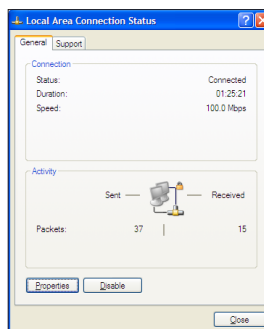 Local Area Connection Status
General Support
Connection
Status: Connected
Duration: 01:25:21
Speed: 100.0 Mbps
Activity
Sent Received
Packets: 37 15
Properties Disable
Close